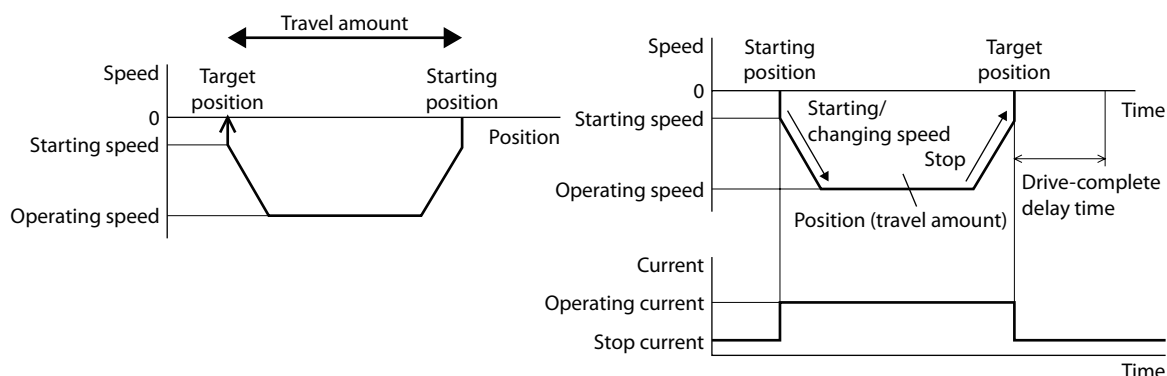 Travel amount
Speed
Target
position
Starting
position
0
Position
Starting speed
Operating speed
Speed
Starting
position
Target
position
0
Time
Starting/
changing speed
Starting speed
Stop
Operating speed
Drive-complete
delay time
Position (travel amount)
Current
Operating current
Stop current
Time